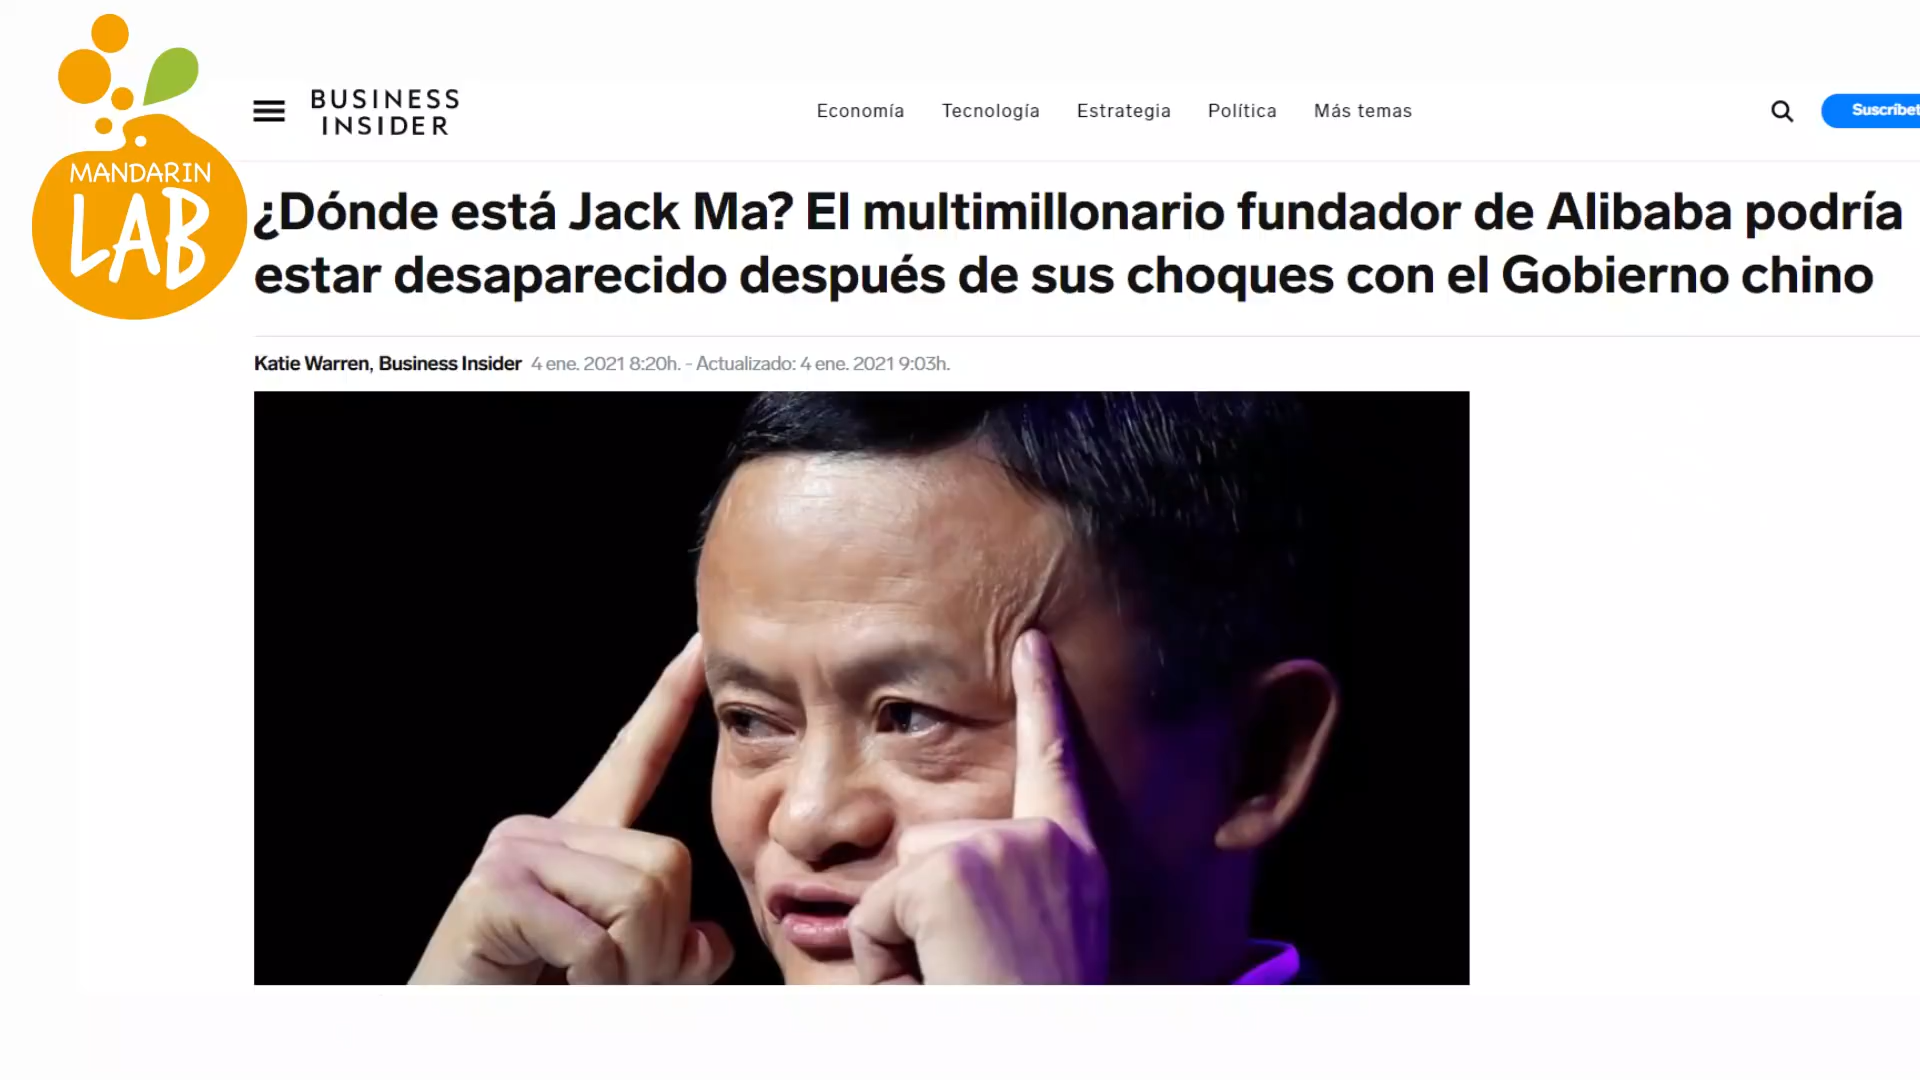 MANDARIN
LAB
BUSINESS
INSIDER
Economía Tecnología Estrategia Política Más temas
Suscríbet
¿Dónde está Jack Ma? El multimillonario fundador de Alibaba podría
estar desaparecido después de sus choques con el Gobierno chino
Katie Warren, Business Insider 4 ene. 2021 8:20h. - Actualizado: 4 ene. 2021 9:03h.